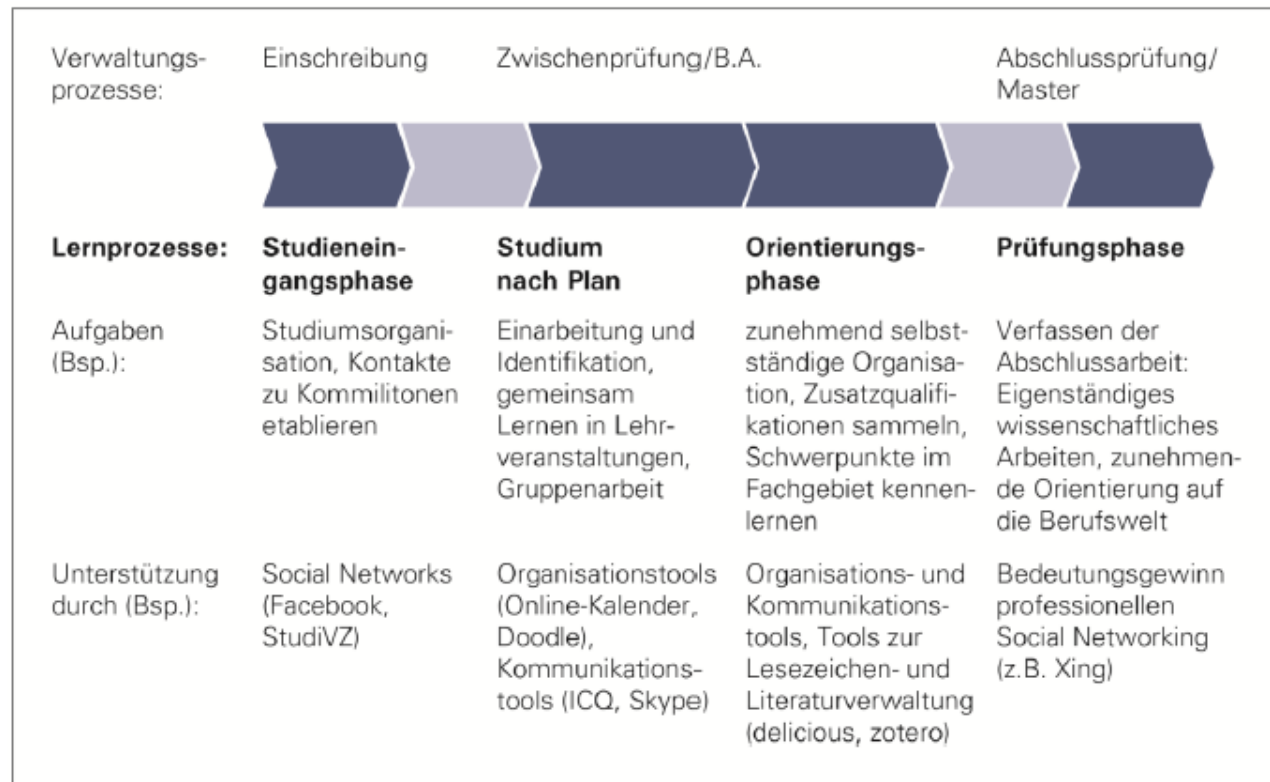 Verwaltungs-
prozesse:
Einschreibung
Zwischenprüfung/B.A.
Abschlussprüfung/
Master
Lernprozesse:
Studienein-
gangsphase
Studium
nach Plan
Orientierungs-
phase
Prüfungsphase
Aufgaben
(Bsp.):
Studiumsorgani-
sation, Kontakte
zu Kommilitonen
etablieren
Einarbeitung und
Identifikation,
gemeinsam
Lernen in Lehr-
veranstaltungen,
Gruppenarbeit
zunehmend selbst-
ständige Organisa-
tion, Zusatzqualifi-
kationen sammeln,
Schwerpunkte im
Fachgebiet kennen-
lernen
Verfassen der
Abschlussarbeit:
Eigenständiges
wissenschaftliches
Arbeiten, zunehmen-
de Orientierung auf
die Berufswelt
Unterstützung
durch (Bsp.):
Social Networks
(Facebook,
StudiVZ)
Organisationstools
(Online-Kalender,
Doodle),
Kommunikations-
tools (ICQ, Skype)
Organisations- und
Kommunikations-
tools, Tools zur
Lesezeichen- und
Literaturverwaltung
(delicious, zotero)
Bedeutungsgewinn
professionellen
Social Networking
(z.B. Xing)